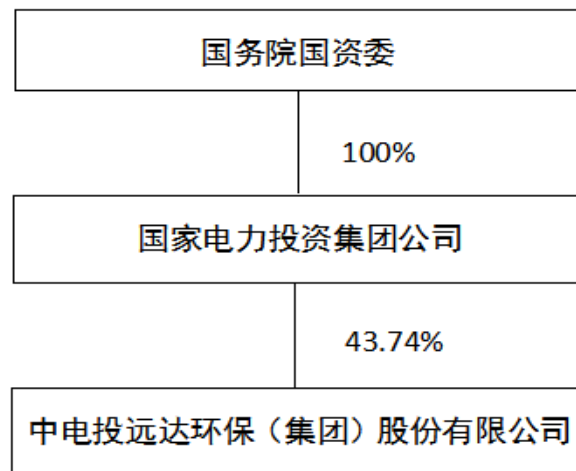 国务院国资委
100%
国家电力投资集团公司
43.74%
中电投远达环保（集团）股份有限公司